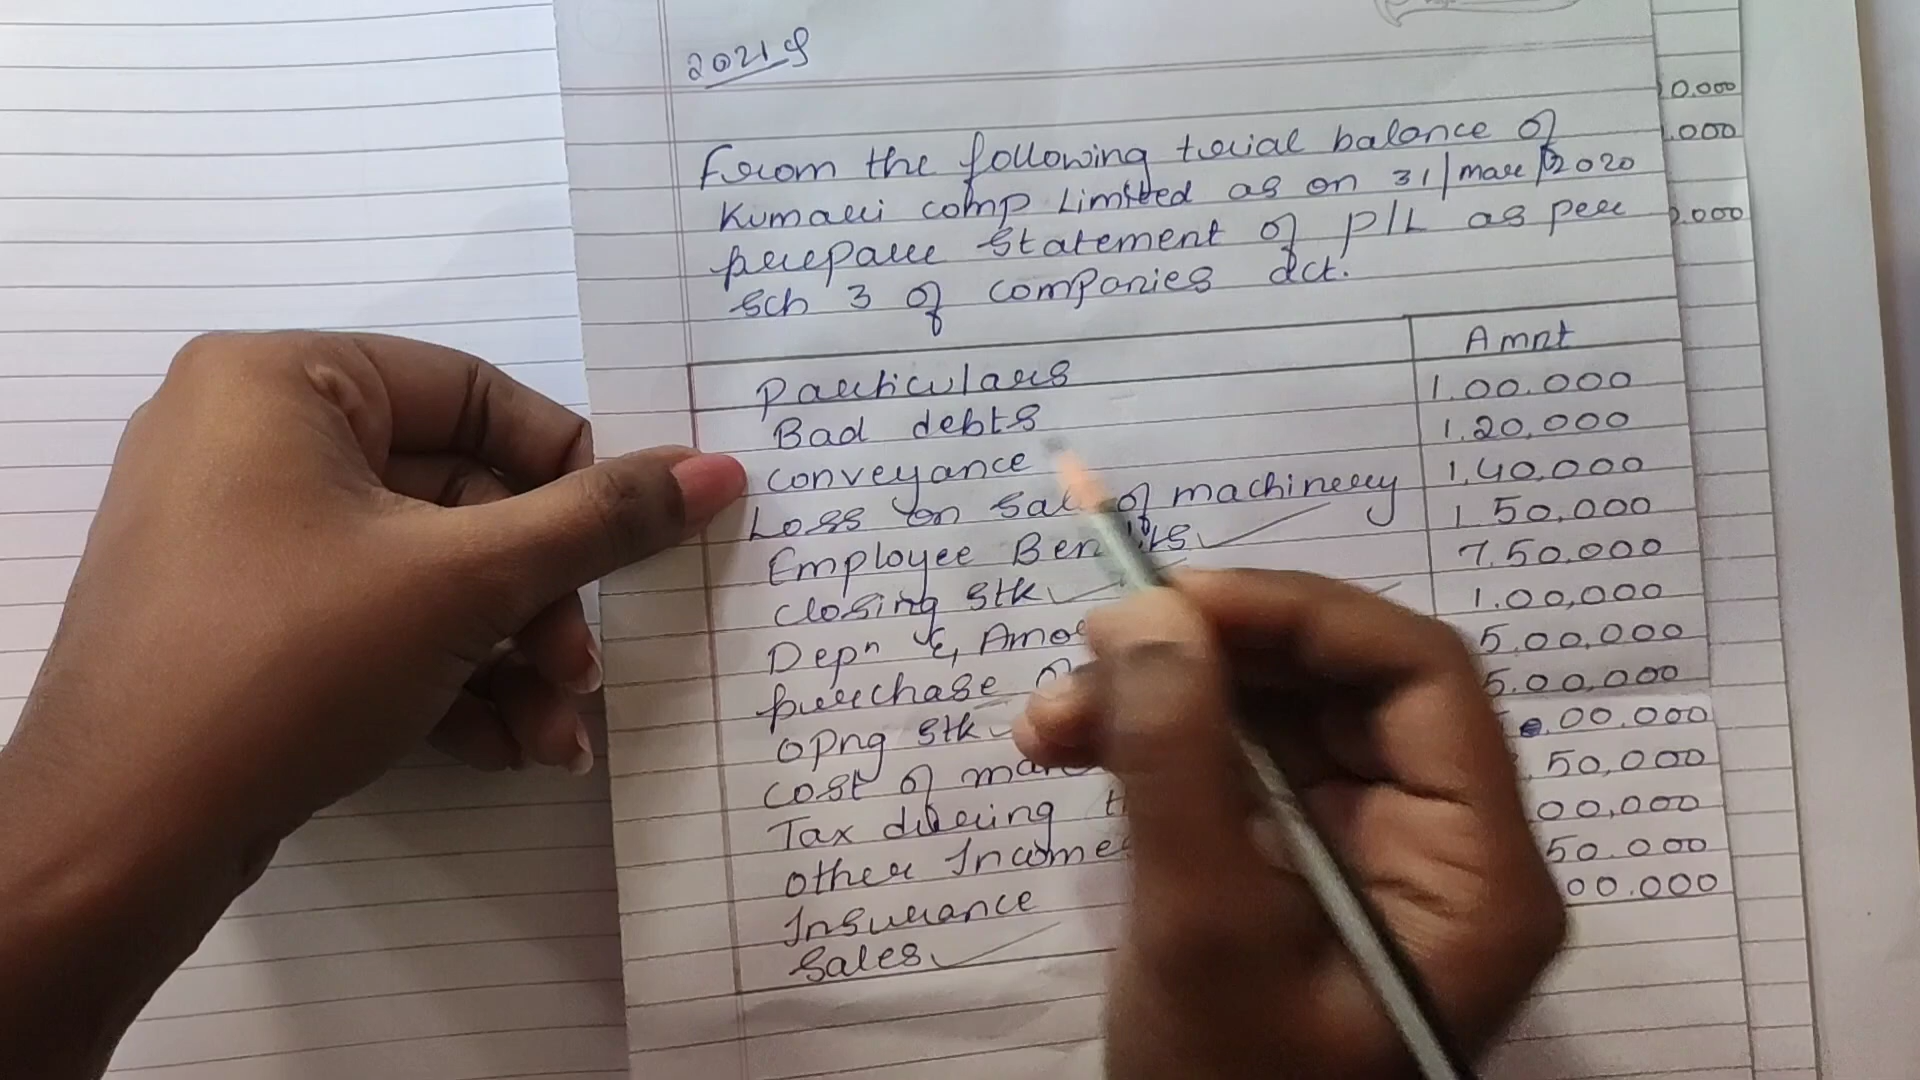 2021 S
From the following trial balance of
Kumari comp Limited as on 31/mar/2020
prepare statement of P/L as per
Sch 3 of companies Act.
Particulars Amnt
Bad debts 1.00.000
conveyance 1.20,000
Loss on sale of machinery 1,40,000
Employee Benefits 1 50,000
closing stk 7.50.000
Depn & 1.00,000
purchase 5.00,000
opng stk 5.00,000
cost of 00.000
Tax during 50,000
other Income 00,000
Insurance 50.000
Sales 00.000
0.000
.000
.000